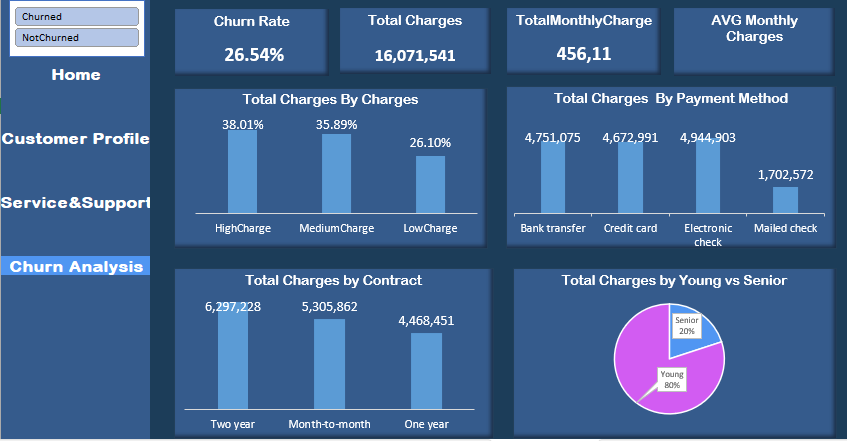 Churned
NotChurned
Home
Customer Profile
Service&Support
Churn Analysis
Churn Rate
26.54%
Total Charges
16,071,541
TotalMonthlyCharge
456,11
AVG Monthly
Charges
Total Charges By Charges
38.01%
35.89%
26.10%
HighCharge
MediumCharge
LowCharge
Total Charges By Payment Method
4,751,075
4,672,991
4,944,903
1,702,572
Bank transfer
Credit card
Electronic
check
Mailed check
Total Charges by Contract
6,297,228
5,305,862
4,468,451
Two year
Month-to-month
One year
Total Charges by Young vs Senior
Senior
20%
Young
80%